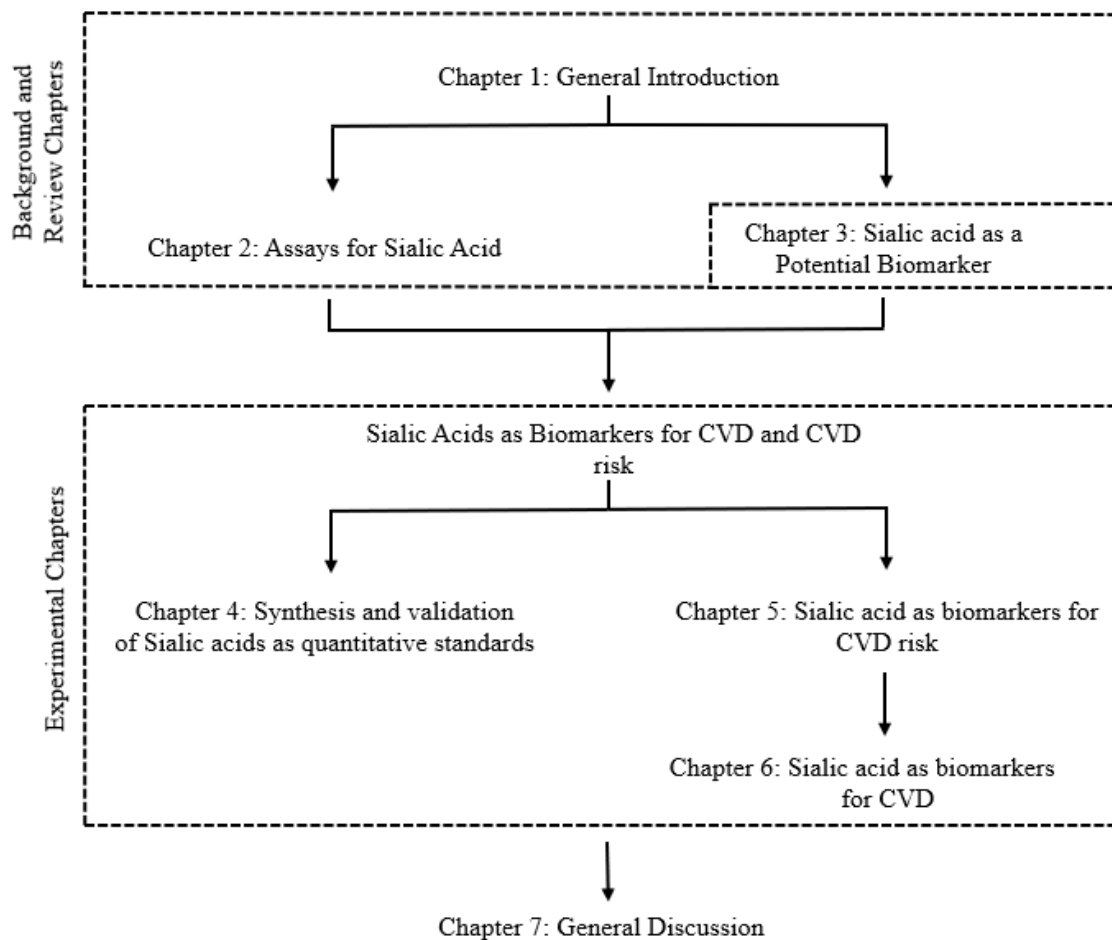 Background and
Review Chapters
Chapter 1: General Introduction
Chapter 2: Assays for Sialic Acid
Chapter 3: Sialic acid as a
Potential Biomarker
Experimental Chapters
Sialic Acids as Biomarkers for CVD and CVD
risk
Chapter 4: Synthesis and validation
of Sialic acids as quantitative standards
Chapter 5: Sialic acid as biomarkers for
CVD risk
Chapter 6: Sialic acid as biomarkers
for CVD
Chapter 7: General Discussion